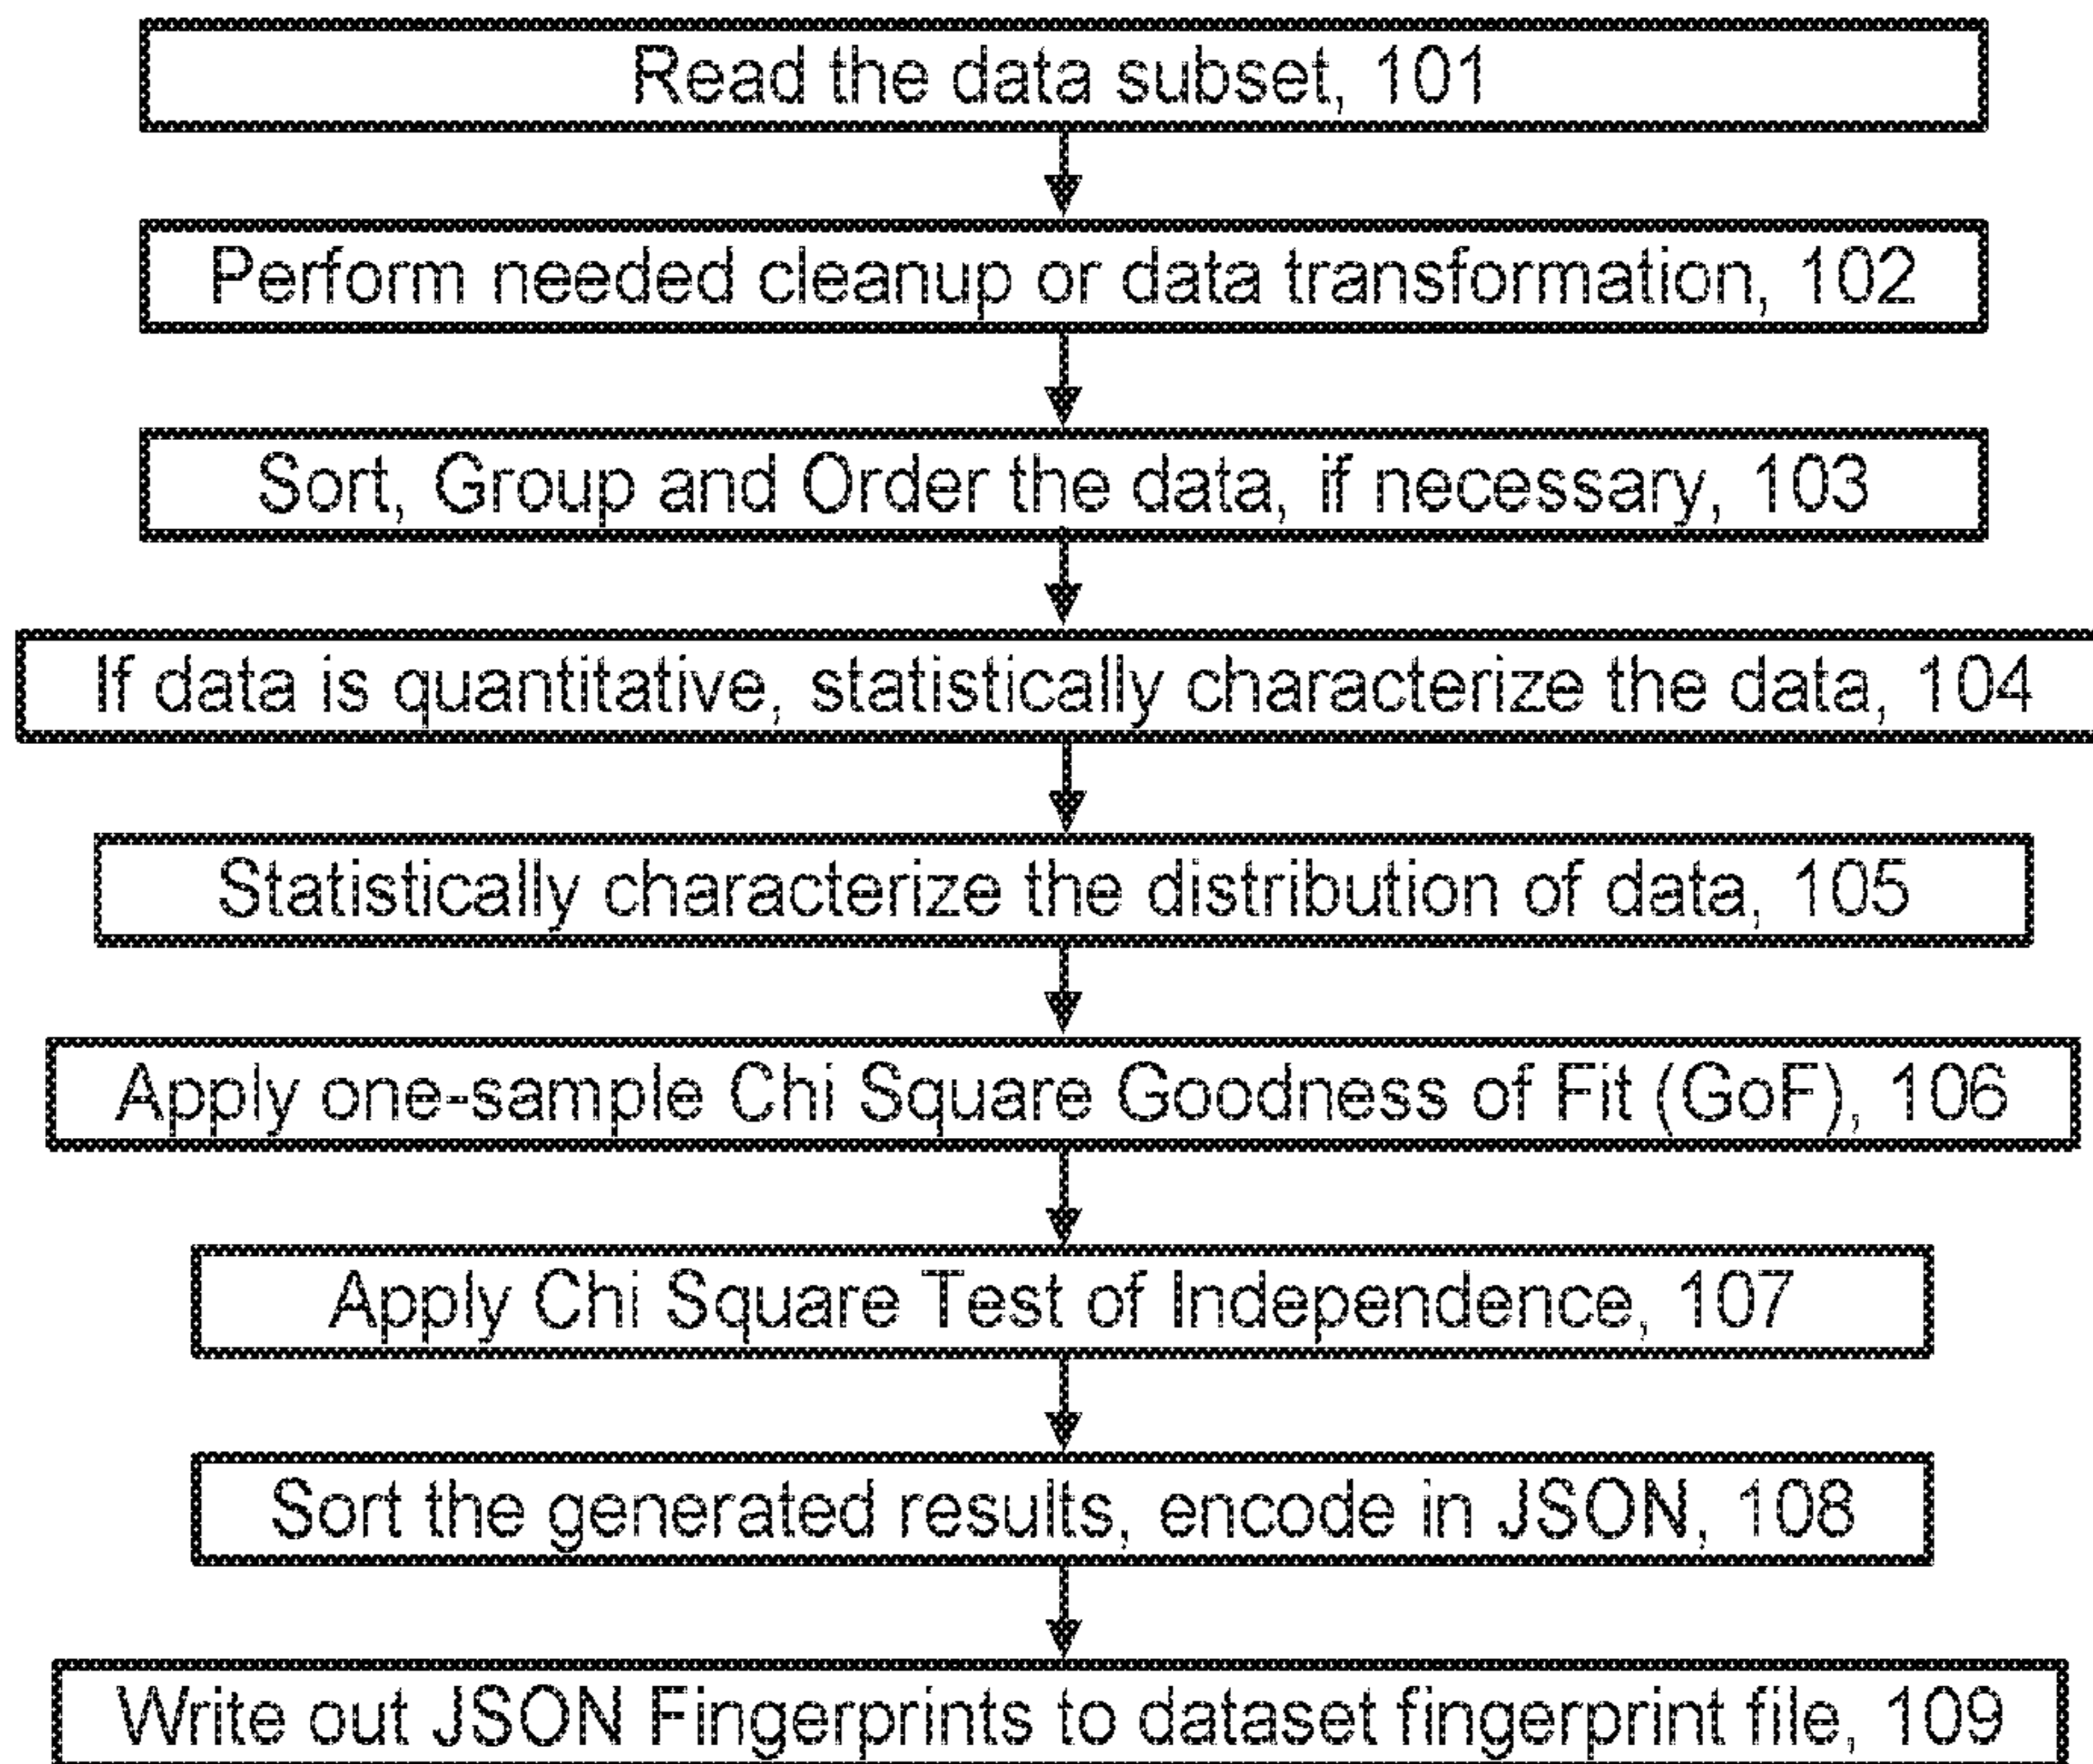 Read the data subset, 101
Perform needed cleanup or data transformation, 102
Sort, Group and Order the data, if necessary, 103
If data is quantitative, statistically characterize the data, 104
Statistically characterize the distribution of data, 105
Apply one-sample Chi Square Goodness of Fit (GoF), 106
Apply Chi Square Test of Independence, 107
Sort the generated results, encode in JSON, 108
Write out JSON Fingerprints to dataset fingerprint file, 109